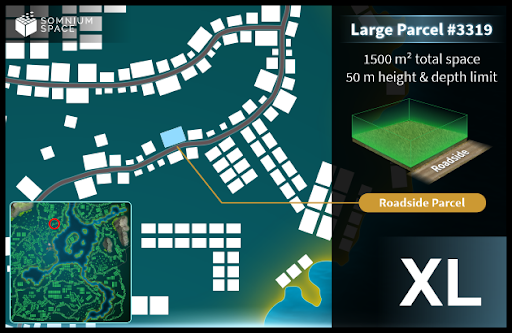 SOMNIUM
SPACE
Large Parcel #3319
1500 m² total space
50 m height & depth limit
Roadside
Roadside Parcel
XL